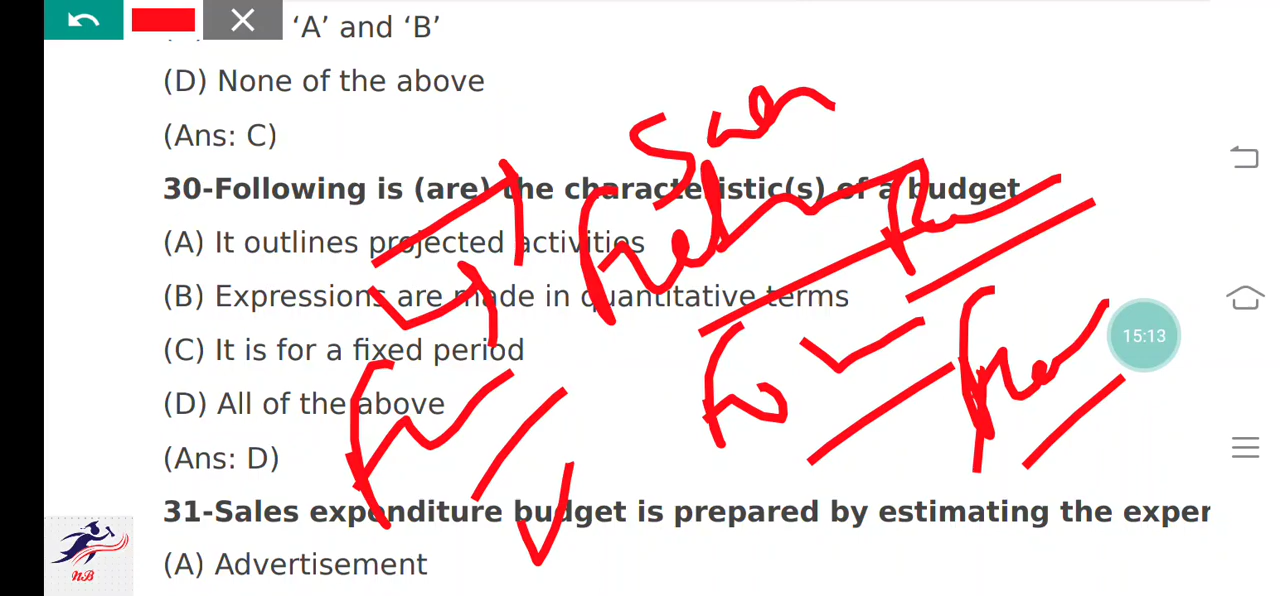 'A' and 'B'
(D) None of the above
(Ans: C)
30-Following is (are) the characteristic(s) of a budget
(A) It outlines projected activities
(B) Expressions are made in quantitative terms
(C) It is for a fixed period
(D) All of the above
(Ans: D)
31-Sales expenditure budget is prepared by estimating the exper
(A) Advertisement
15:13
NB